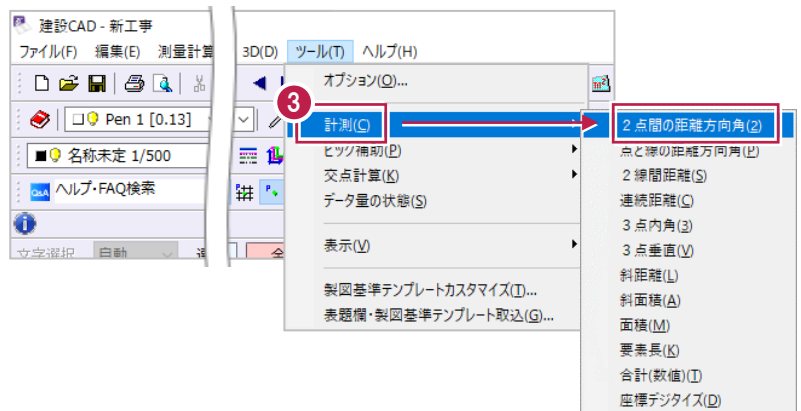 建設CAD - 新工事
ファイル(F) 編集(E) 測量計算 3D(D) ツール(T) ヘルプ(H)
オプション(O)...
3
Pen 1 [0.13]
計測(C)
2点間の距離方向角(2)
名称未定 1/500
ピック補助(P)
点と線の距離方向角(P)
交点計算(K)
2線間距離(S)
Q&A ヘルプ・FAQ検索
データ量の状態(S)
連続距離(C)
3点内角(3)
文字選択 自動 全
表示(V)
3点垂直(V)
斜距離(L)
製図基準テンプレートカスタマイズ(T)...
斜面積(A)
表題欄・製図基準テンプレート取込(G)...
面積(M)
要素長(K)
合計(数値)(T)
座標デジタイズ(D)